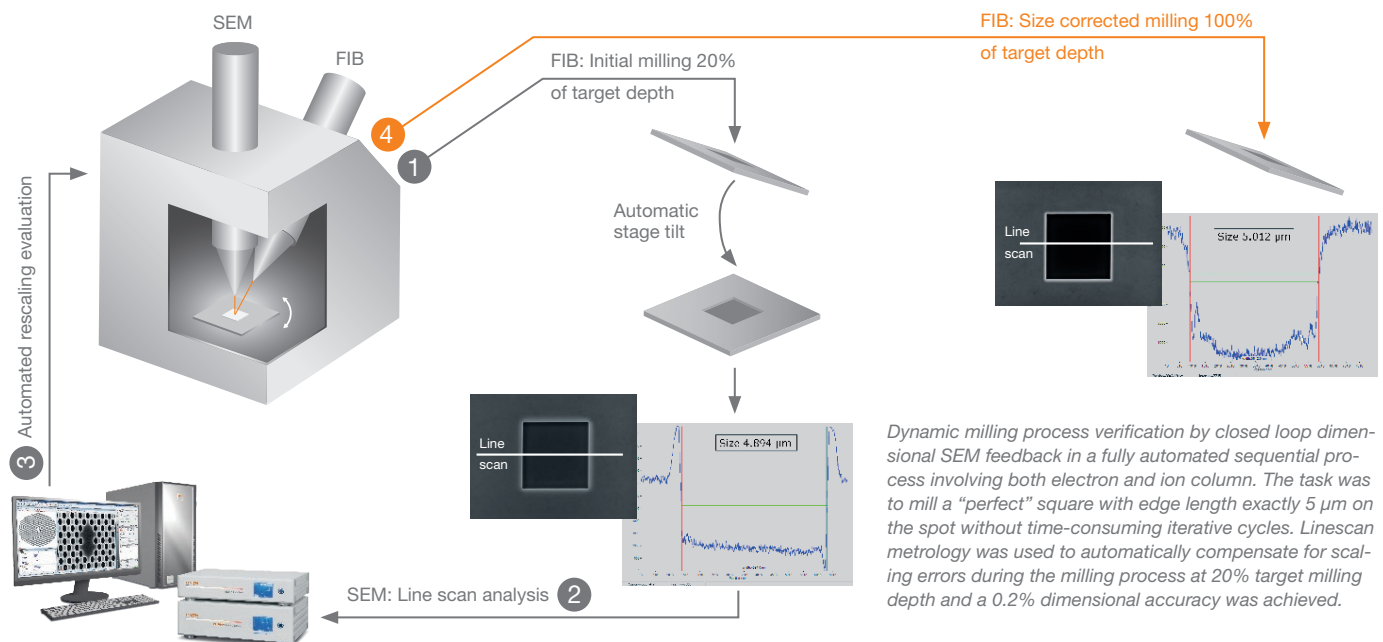 SEM
FIB
FIB: Initial milling 20%
of target depth
FIB: Size corrected milling 100%
of target depth
4
1
Automatic
stage tilt
Line
scan
Size 5.012 µm
3 Automated rescaling evaluation
Line
scan
Size 4.894 µm
SEM: Line scan analysis 2
Dynamic milling process verification by closed loop dimen-
sional SEM feedback in a fully automated sequential pro-
cess involving both electron and ion column. The task was
to mill a “perfect” square with edge length exactly 5 µm on
the spot without time-consuming iterative cycles. Linescan
metrology was used to automatically compensate for scal-
ing errors during the milling process at 20% target milling
depth and a 0.2% dimensional accuracy was achieved.